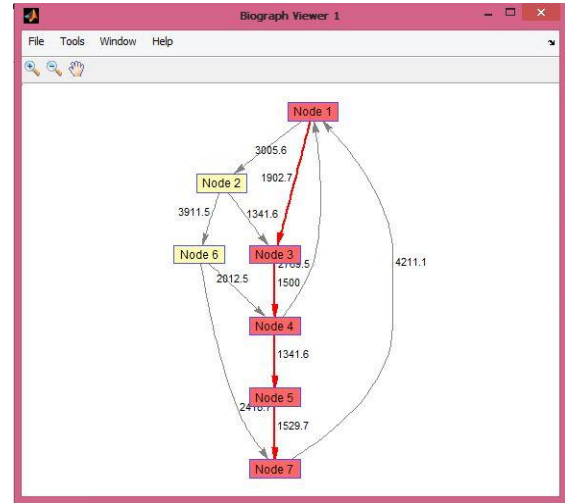 Biograph Viewer 1
File Tools Window Help
Node 1
3005.6
1902.7
Node 2
3911.5
1341.6
4211.1
Node 6
Node 3
2012.5
1500
Node 4
1341.6
Node 5
1529.7
Node 7